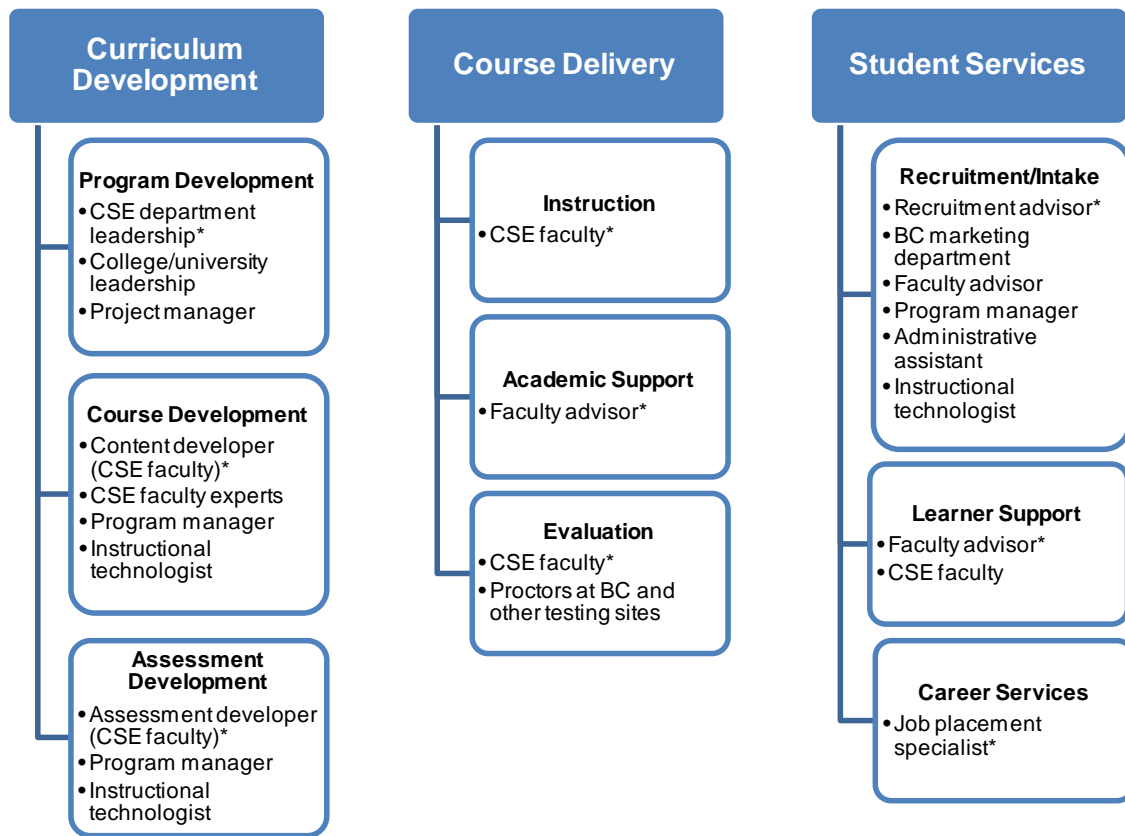 Curriculum
Development
Program Development
•CSE department
leadership*
•College/university
leadership
•Project manager
Course Development
•Content developer
(CSE faculty)*
•CSE faculty experts
•Program manager
•Instructional
technologist
Assessment
Development
•Assessment developer
(CSE faculty)*
•Program manager
•Instructional
technologist
Course Delivery
Instruction
•CSE faculty*
Academic Support
•Faculty advisor*
Evaluation
•CSE faculty*
•Proctors at BC and
other testing sites
Student Services
Recruitment/Intake
•Recruitment advisor*
•BC marketing
department
•Faculty advisor
•Program manager
•Administrative
assistant
•Instructional
technologist
Learner Support
•Faculty advisor*
•CSE faculty
Career Services
•Job placement
specialist*